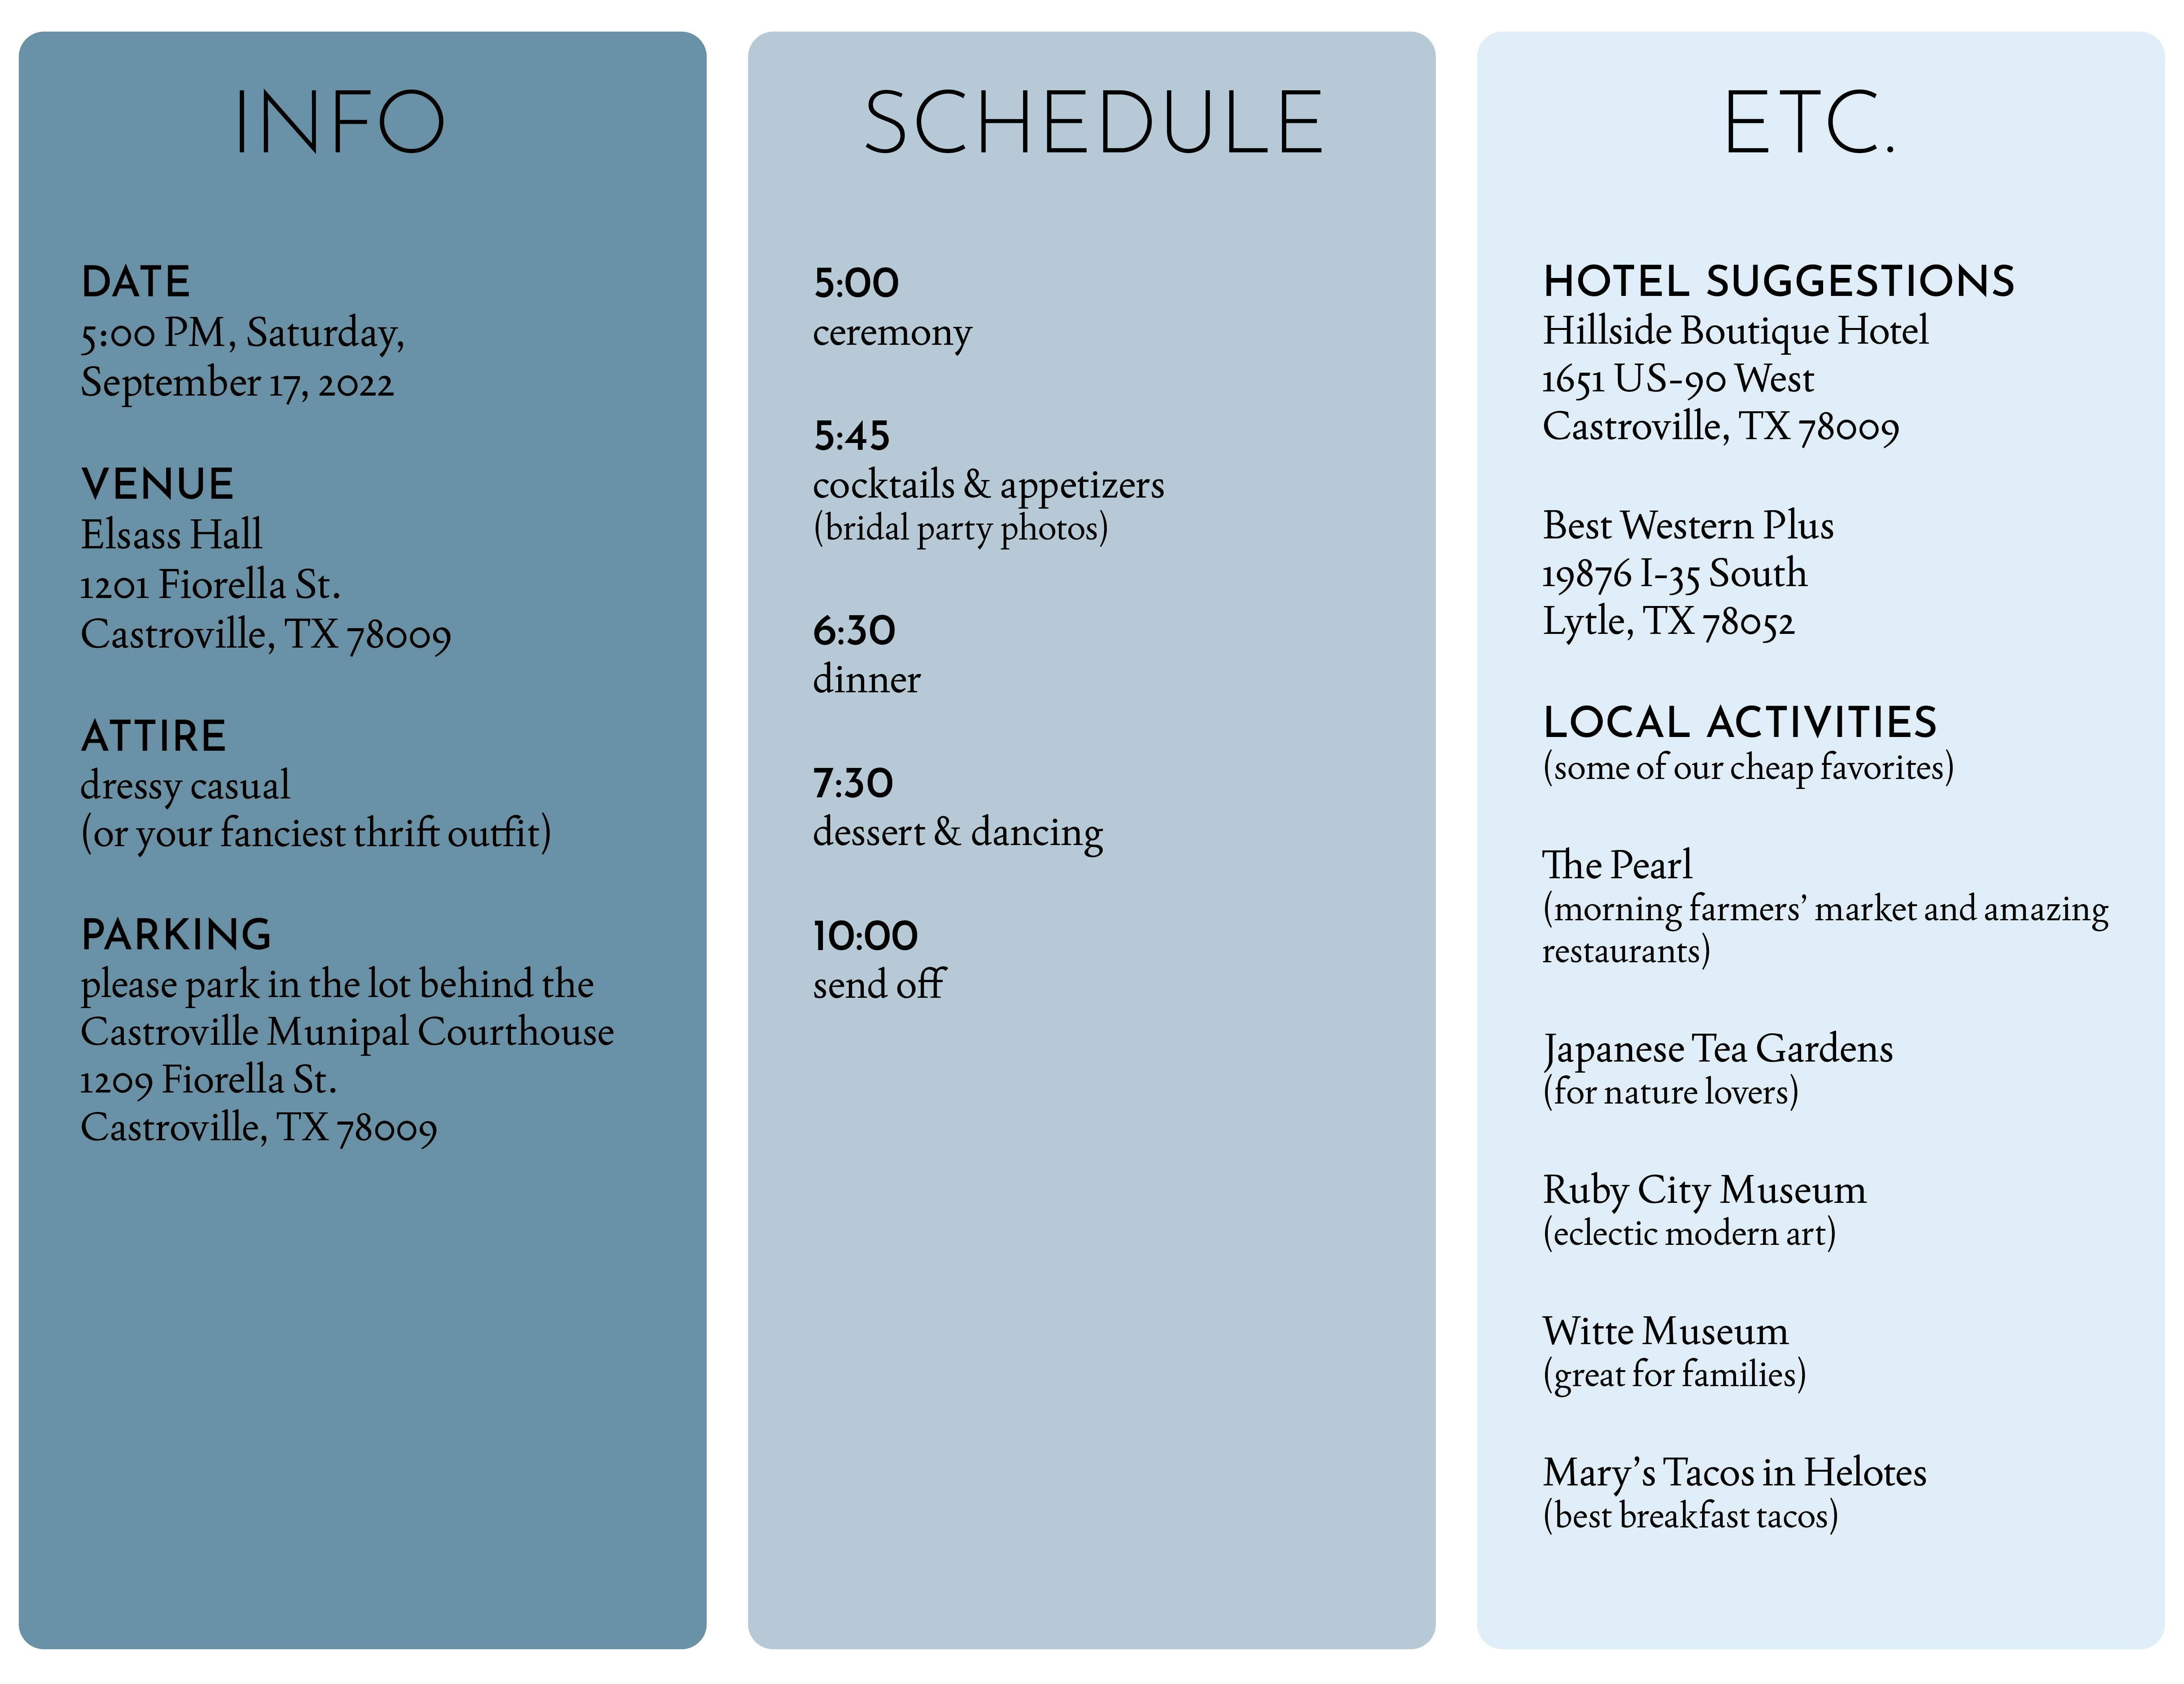 INFO
DATE
5:00 PM, Saturday,
September 17, 2022
VENUE
Elsass Hall
1201 Fiorella St.
Castroville, TX 78009
ATTIRE
dressy casual
(or your fanciest thrift outfit)
PARKING
please park in the lot behind the
Castroville Munipal Courthouse
1209 Fiorella St.
Castroville, TX 78009
SCHEDULE
5:00
ceremony
5:45
cocktails & appetizers
(bridal party photos)
6:30
dinner
7:30
dessert & dancing
10:00
send off
ETC.
HOTEL SUGGESTIONS
Hillside Boutique Hotel
1651 US-90 West
Castroville, TX 78009
Best Western Plus
19876 I-35 South
Lytle, TX 78052
LOCAL ACTIVITIES
(some of our cheap favorites)
The Pearl
(morning farmers’ market and amazing
restaurants)
Japanese Tea Gardens
(for nature lovers)
Ruby City Museum
(eclectic modern art)
Witte Museum
(great for families)
Mary’s Tacos in Helotes
(best breakfast tacos)